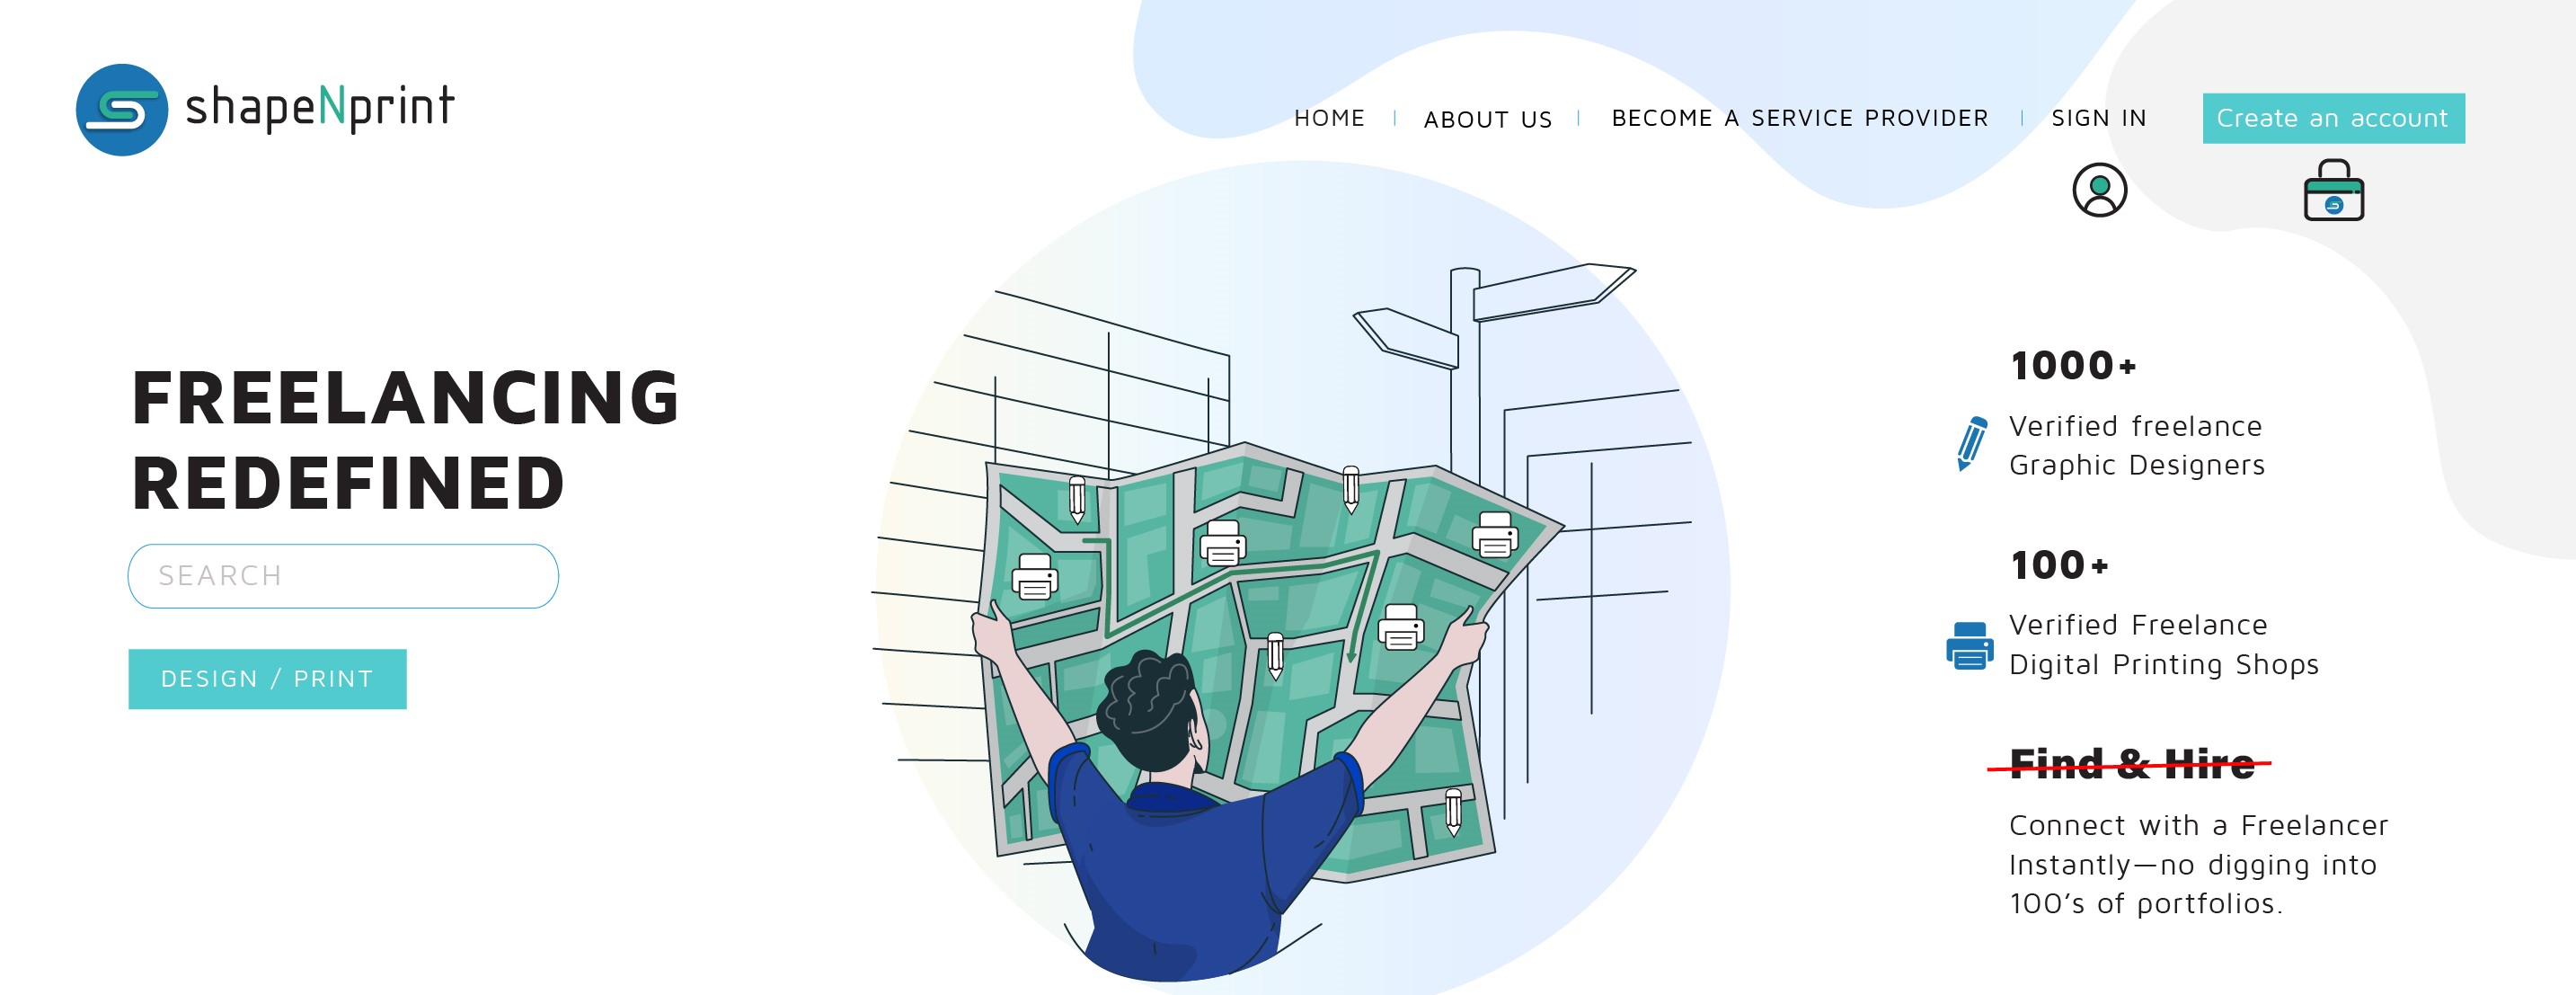 shapeNprint
HOME | ABOUT US | BECOME A SERVICE PROVIDER | SIGN IN
Create an account
FREELANCING
REDEFINED
SEARCH
DESIGN / PRINT
1000+
Verified freelance
Graphic Designers
100+
Verified Freelance
Digital Printing Shops
Find & Hire
Connect with a Freelancer
Instantly—no digging into
100’s of portfolios.